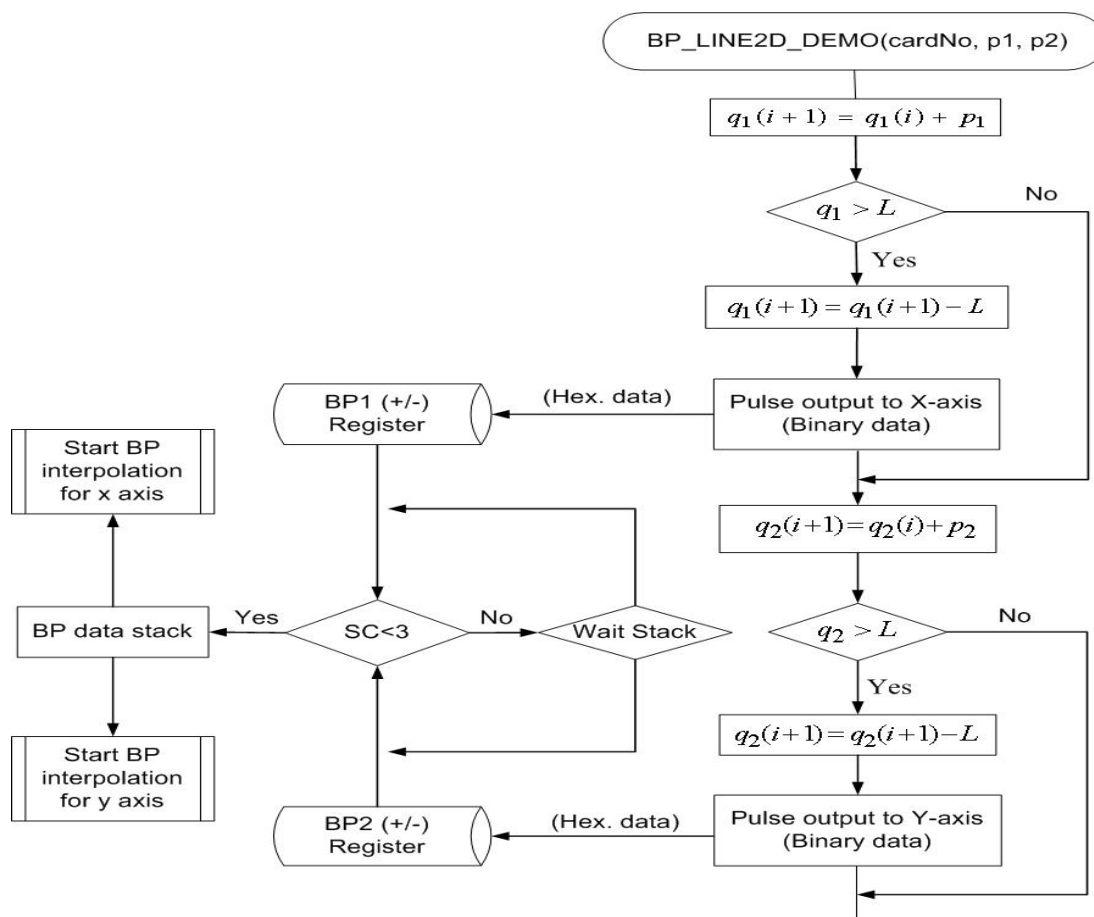 BP_LINE2D_DEMO(cardNo, p1, p2)
q₁(i + 1) = q₁(i) + p₁
q₁ > L
No
Yes
q₁(i+1) = q₁(i+1) − L
Pulse output to X-axis
(Binary data)
(Hex. data)
BP1 (+/-)
Register
Start BP
interpolation
for x axis
q₂(i+1) = q₂(i) + p₂
BP data stack
Yes
SC<3
No
Wait Stack
q₂ > L
No
Yes
q₂(i+1) = q₂(i+1) − L
Start BP
interpolation
for y axis
BP2 (+/-)
Register
(Hex. data)
Pulse output to Y-axis
(Binary data)